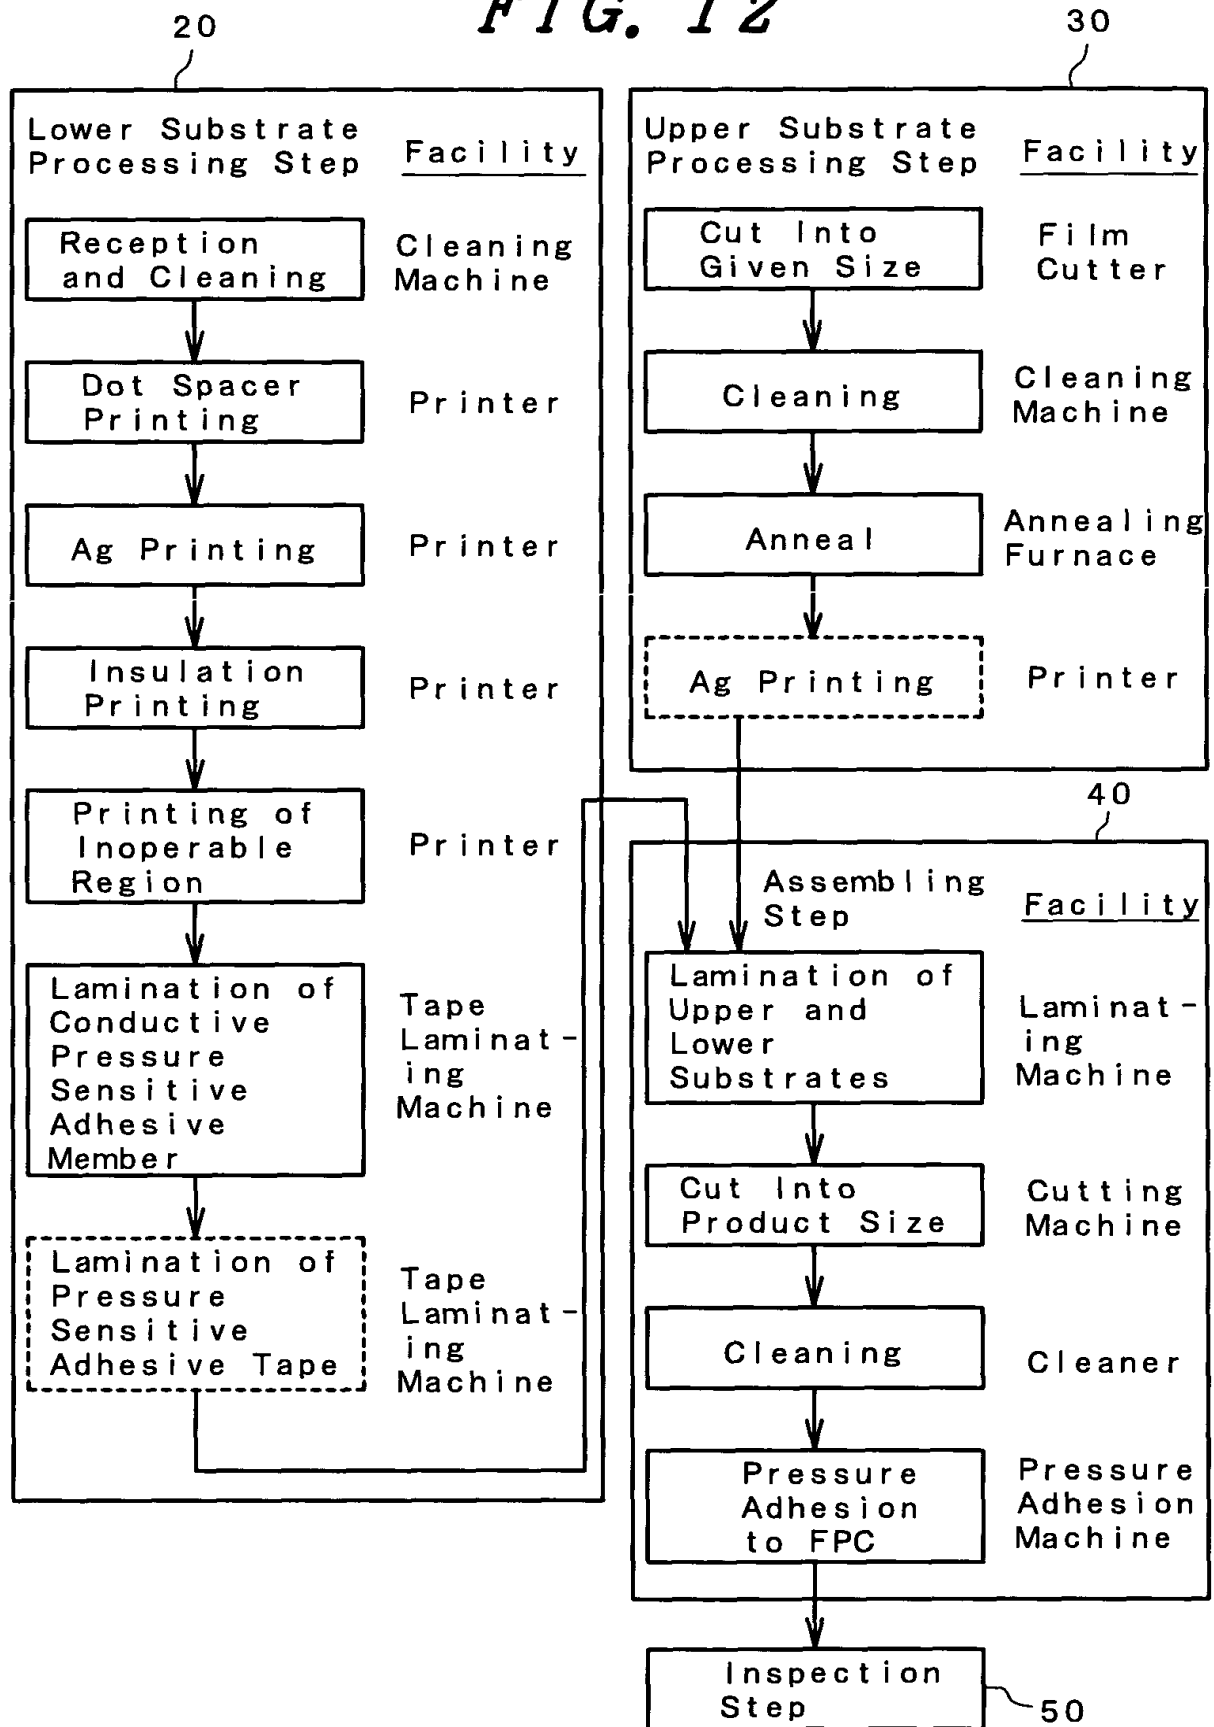 FIG. 12
20
Lower Substrate
Processing Step
Facility
Reception
and Cleaning
Cleaning
Machine
Dot Spacer
Printing
Printer
Ag Printing
Printer
Insulation
Printing
Printer
Printing of
Inoperable
Region
Printer
Lamination of
Conductive
Pressure
Sensitive
Adhesive
Member
Tape
Laminat-
ing
Machine
Lamination of
Pressure
Sensitive
Adhesive Tape
Tape
Laminat-
ing
Machine
30
Upper Substrate
Processing Step
Facility
Cut Into
Given Size
Film
Cutter
Cleaning
Cleaning
Machine
Anneal
Annealing
Furnace
Ag Printing
Printer
40
Assembling
Step
Facility
Lamination of
Upper and
Lower
Substrates
Laminat-
ing
Machine
Cut Into
Product Size
Cutting
Machine
Cleaning
Cleaner
Pressure
Adhesion
to FPC
Pressure
Adhesion
Machine
Inspection
Step
50